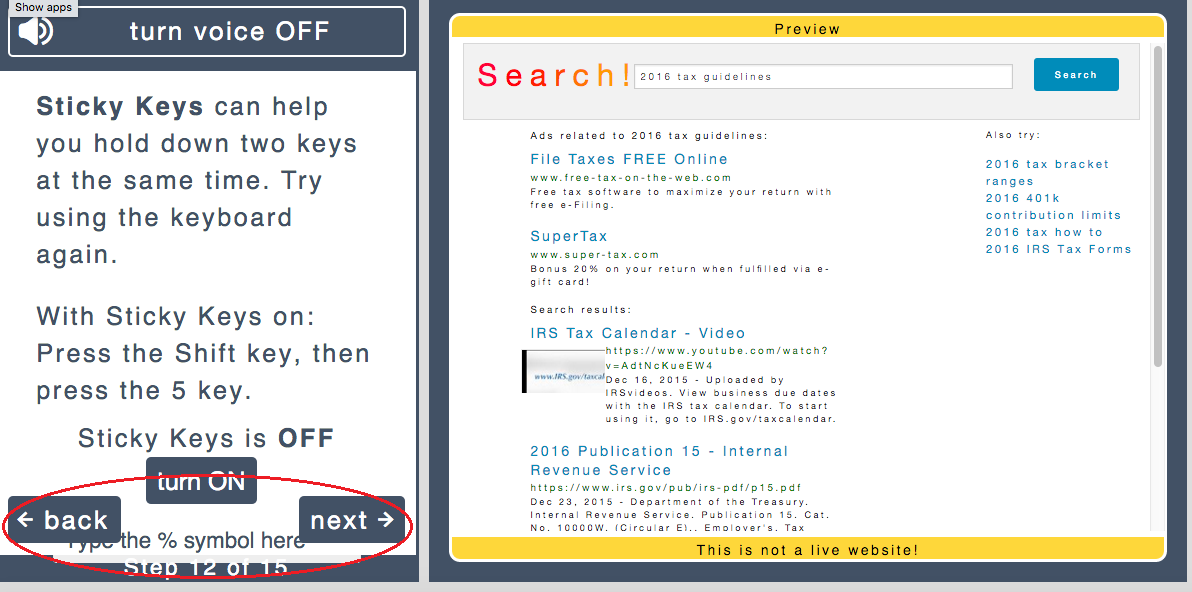 Show apps
turn voice OFF
Sticky Keys can help
you hold down two keys
at the same time. Try
using the keyboard
again.
With Sticky Keys on:
Press the Shift key, then
press the 5 key.
Sticky Keys is OFF
turn ON
← back
next →
Type the % symbol here
Step 12 of 15
Preview
Search!
2016 tax guidelines
Search
Ads related to 2016 tax guidelines:
File Taxes FREE Online
www.free-tax-on-the-web.com
Free tax software to maximize your return with
free e-Filing.
SuperTax
www.super-tax.com
Bonus 20% on your return when fulfilled via e-
gift card!
Search results:
IRS Tax Calendar - Video
www.IRS.gov/taxcal
https://www.youtube.com/watch?
v=AdtNcKueEW4
Dec 16, 2015 - Uploaded by
IRSvideos. View business due dates
with the IRS tax calendar. To start
using it, go to IRS.gov/taxcalendar.
2016 Publication 15 - Internal
Revenue Service
https://www.irs.gov/pub/irs-pdf/p15.pdf
Dec 23, 2015 - Department of the Treasury.
Internal Revenue Service. Publication 15. Cat.
No. 10000W. (Circular E).. Employer's. Tax
Also try:
2016 tax bracket
ranges
2016 401k
contribution limits
2016 tax how to
2016 IRS Tax Forms
This is not a live website!